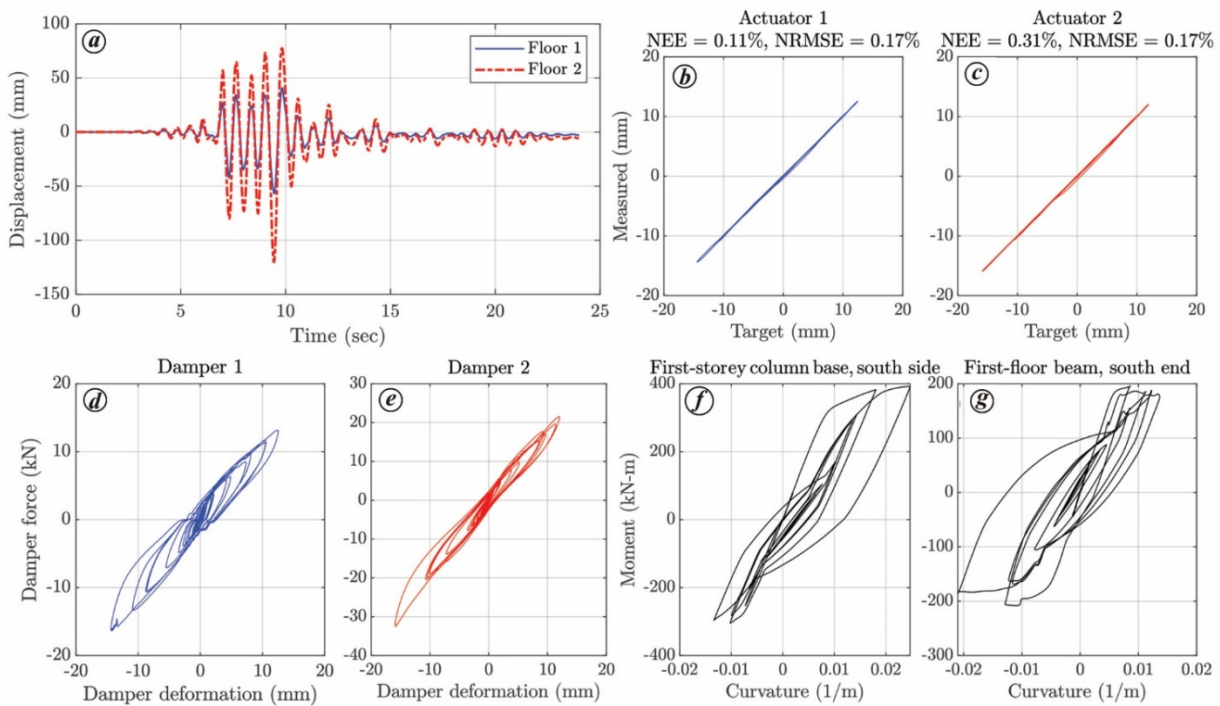 a
Floor 1
Floor 2
Displacement (mm)
100
50
0
-50
-100
-150
0
5
10
15
20
25
Time (sec)
Actuator 1
NEE = 0.11%, NRMSE = 0.17%
b
Measured (mm)
20
10
0
-10
-20
-20
-10
0
10
20
Target (mm)
Actuator 2
NEE = 0.31%, NRMSE = 0.17%
c
20
10
0
-10
-20
-20
-10
0
10
20
Target (mm)
Damper 1
d
Damper force (kN)
20
10
0
-10
-20
-20
-10
0
10
20
Damper deformation (mm)
Damper 2
e
30
20
10
0
-10
-20
-30
-40
-20
-10
0
10
20
Damper deformation (mm)
First-storey column base, south side
f
Moment (kN-m)
400
200
0
-200
-400
-0.02
-0.01
0
0.01
0.02
Curvature (1/m)
First-floor beam, south end
g
200
100
0
-100
-200
-300
-0.02
-0.01
0
0.01
0.02
Curvature (1/m)